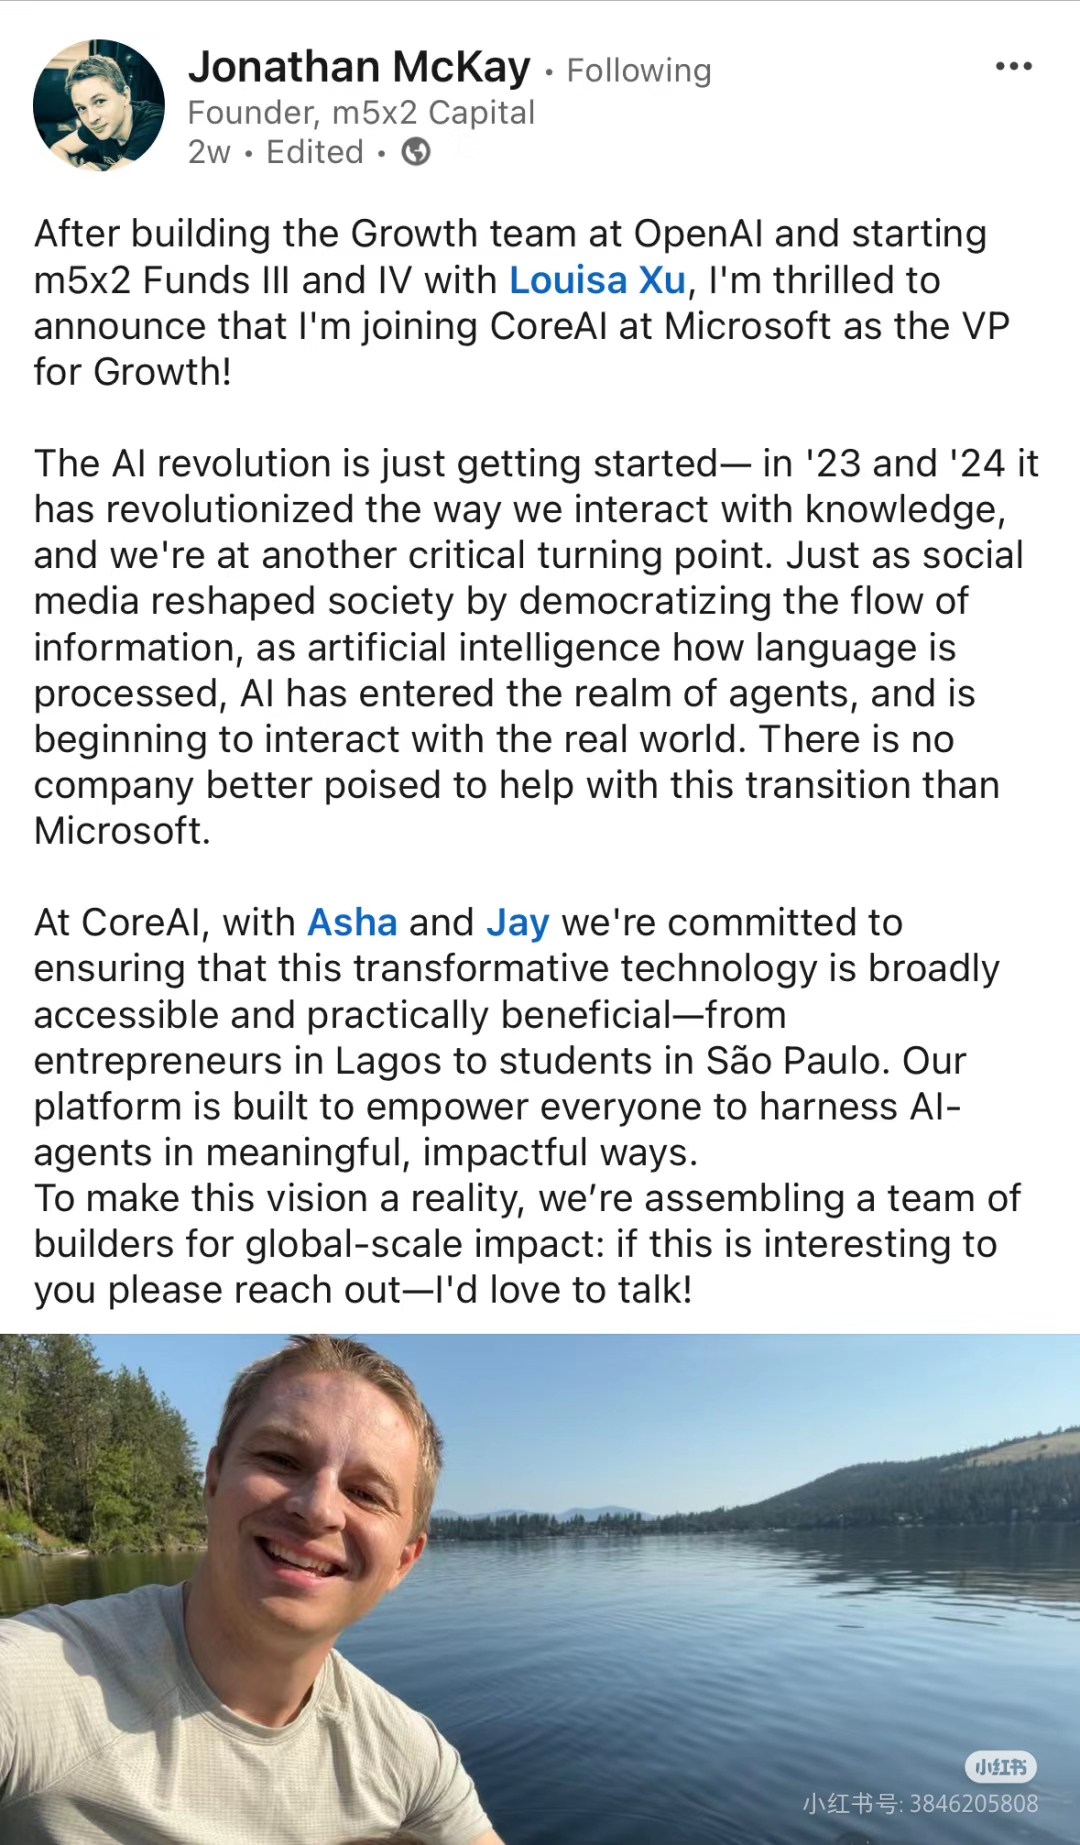 Jonathan McKay • Following
Founder, m5x2 Capital
2w • Edited •
After building the Growth team at OpenAI and starting
m5x2 Funds III and IV with Louisa Xu, I'm thrilled to
announce that I'm joining CoreAI at Microsoft as the VP
for Growth!
The AI revolution is just getting started— in '23 and '24 it
has revolutionized the way we interact with knowledge,
and we're at another critical turning point. Just as social
media reshaped society by democratizing the flow of
information, as artificial intelligence how language is
processed, AI has entered the realm of agents, and is
beginning to interact with the real world. There is no
company better poised to help with this transition than
Microsoft.
At CoreAI, with Asha and Jay we're committed to
ensuring that this transformative technology is broadly
accessible and practically beneficial—from
entrepreneurs in Lagos to students in São Paulo. Our
platform is built to empower everyone to harness AI-
agents in meaningful, impactful ways.
To make this vision a reality, we’re assembling a team of
builders for global-scale impact: if this is interesting to
you please reach out—I'd love to talk!
小红书
小红书号: 3846205808